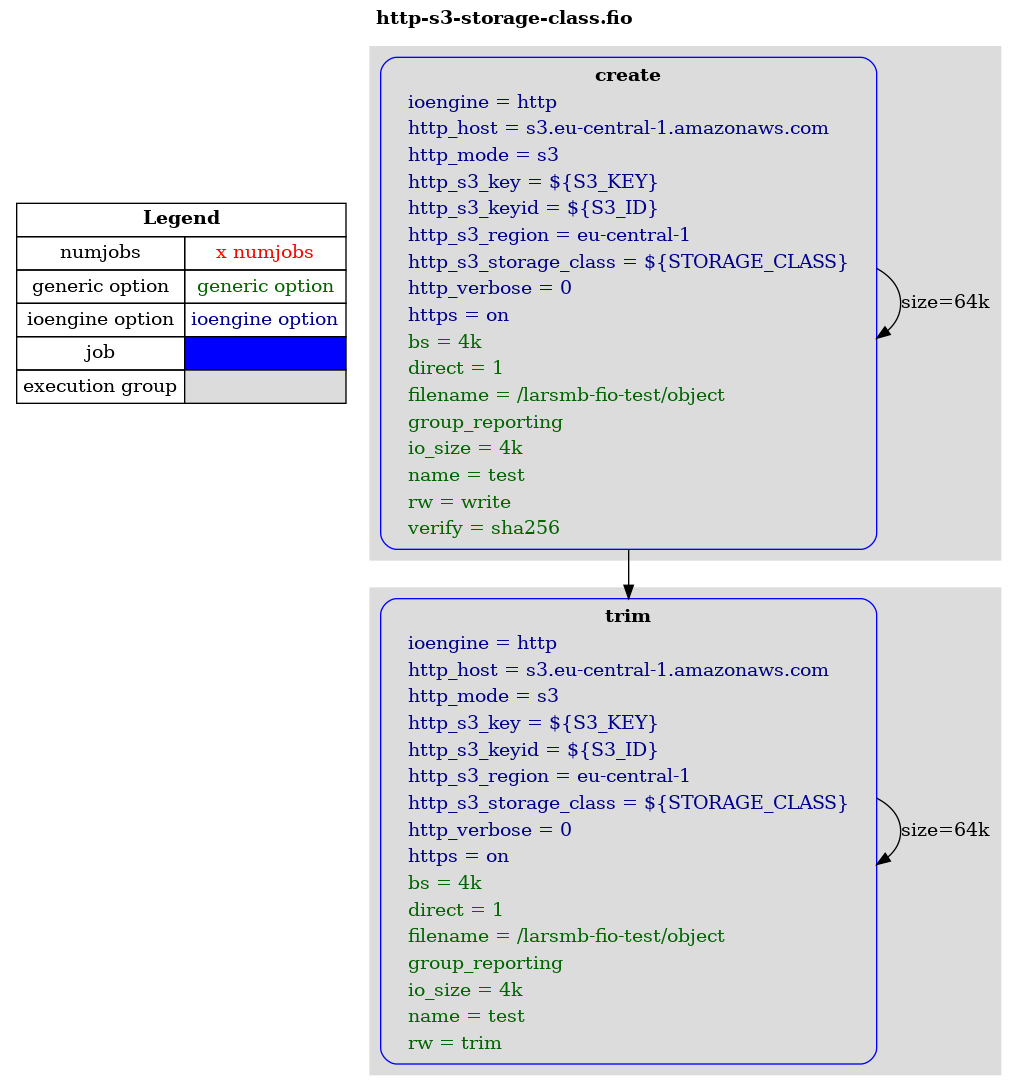 http-s3-storage-class.fio
Legend
numjobs x numjobs
generic option generic option
ioengine option ioengine option
job
execution group
create
ioengine = http
http_host = s3.eu-central-1.amazonaws.com
http_mode = s3
http_s3_key = ${S3_KEY}
http_s3_keyid = ${S3_ID}
http_s3_region = eu-central-1
http_s3_storage_class = ${STORAGE_CLASS}
http_verbose = 0
https = on
bs = 4k
direct = 1
filename = /larsmb-fio-test/object
group_reporting
io_size = 4k
name = test
rw = write
verify = sha256
size=64k
trim
ioengine = http
http_host = s3.eu-central-1.amazonaws.com
http_mode = s3
http_s3_key = ${S3_KEY}
http_s3_keyid = ${S3_ID}
http_s3_region = eu-central-1
http_s3_storage_class = ${STORAGE_CLASS}
http_verbose = 0
https = on
bs = 4k
direct = 1
filename = /larsmb-fio-test/object
group_reporting
io_size = 4k
name = test
rw = trim
size=64k